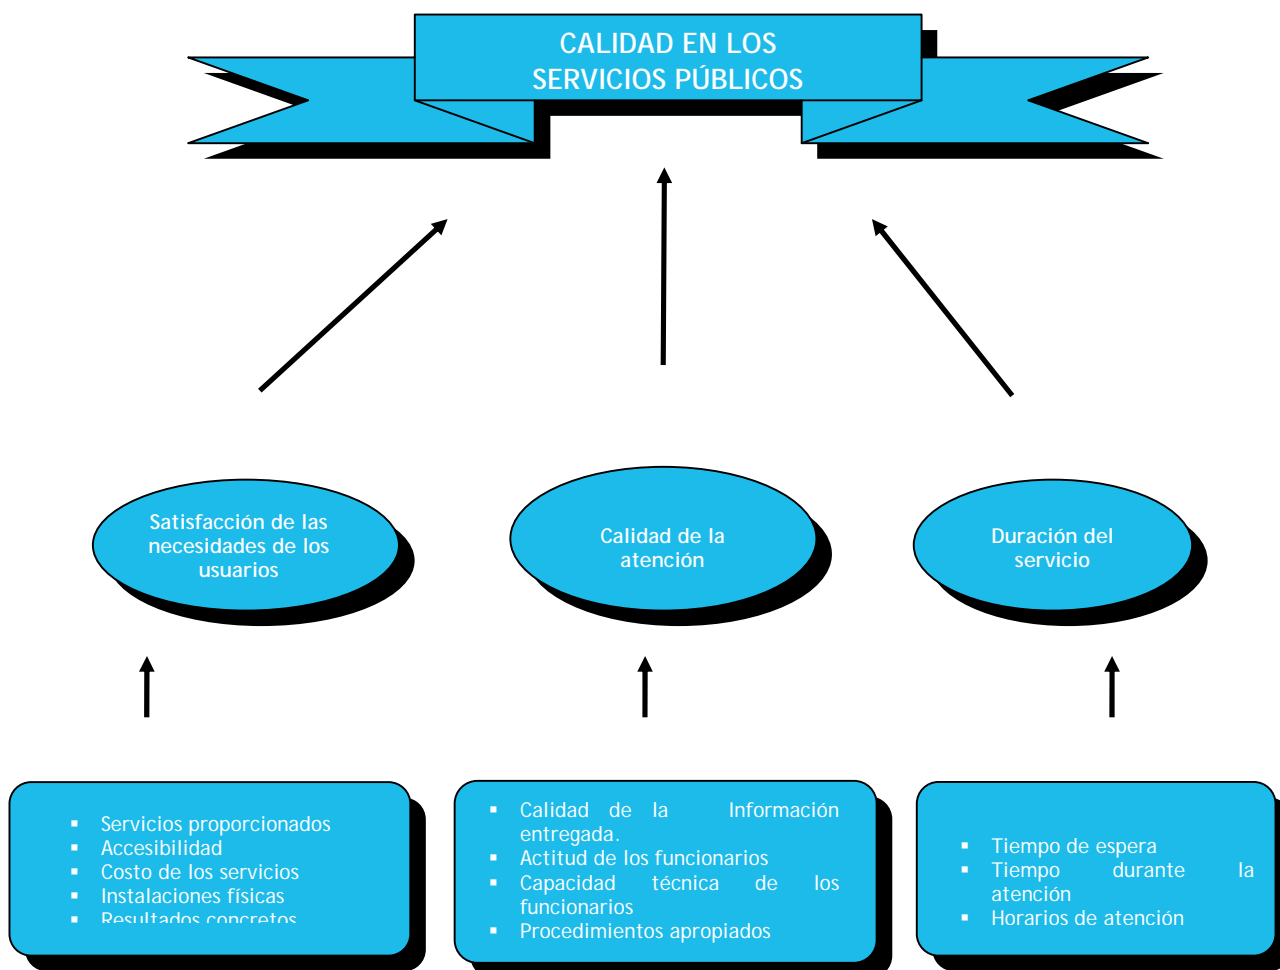 CALIDAD EN LOS
SERVICIOS PÚBLICOS
Satisfacción de las
necesidades de los
usuarios
Calidad de la
atención
Duración del
servicio
▪ Servicios proporcionados
▪ Accesibilidad
▪ Costo de los servicios
▪ Instalaciones físicas
▪ Resultados concretos
▪ Calidad de la Información
entregada.
▪ Actitud de los funcionarios
▪ Capacidad técnica de los
funcionarios
▪ Procedimientos apropiados
▪ Tiempo de espera
▪ Tiempo durante la
atención
▪ Horarios de atención